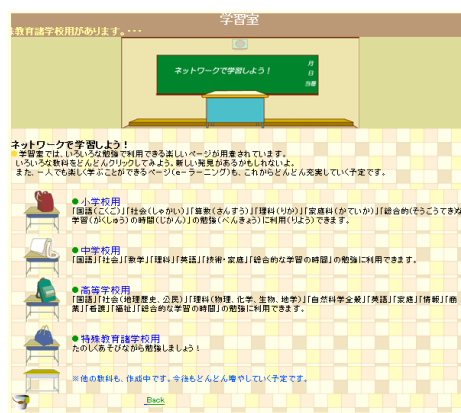 学習室
教育諸学校用があります。・・・
ネットワークで学習しよう!
月
日
当番
ネットワークで学習しよう!
学習室では、いろいろな勉強で利用できる楽しいページが用意されています。
いろいろな教科をどんどんクリックしてみよう。新しい発見があるかもしれないよ。
また、一人でも楽しく学ぶことができるページ(e-ラーニング)も、これからどんどん充実していく予定です。
●小学校用
「国語(こくご)」「社会(しゃかい)」「算数(さんすう)」「理科(りか)」「家庭科(かていか)」「総合的(そうごうてきな
学習(がくしゅう)の時間(じかん)」の勉強(べんきょう)に利用(りよう)できます。
●中学校用
「国語」「社会」「数学」「理科」「英語」「技術・家庭」「総合的な学習の時間」の勉強に利用できます。
●高等学校用
「国語」「社会(地理歴史、公民)」「理科(物理、化学、生物、地学)」「自然科学全般」「英語」「家庭」「情報」「商
業」「看護」「福祉」「総合的な学習の時間」の勉強に利用できます。
●特殊教育諸学校用
たのしくあそびながら勉強しましょう!
※他の教科も、作成中です。今後もどんどん増やしていく予定です。
Back